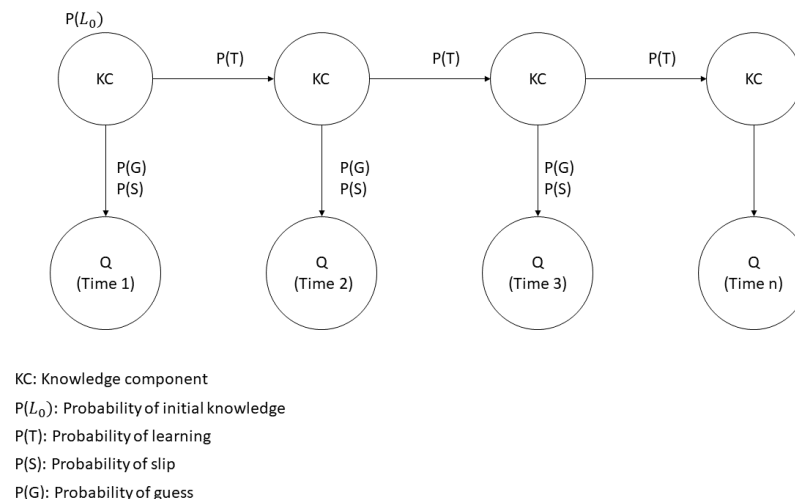 P(L₀)
KC
P(T)
KC
P(T)
KC
P(T)
KC
P(G)
P(S)
P(G)
P(S)
P(G)
P(S)
Q
(Time 1)
Q
(Time 2)
Q
(Time 3)
Q
(Time n)
KC: Knowledge component
P(L₀): Probability of initial knowledge
P(T): Probability of learning
P(S): Probability of slip
P(G): Probability of guess